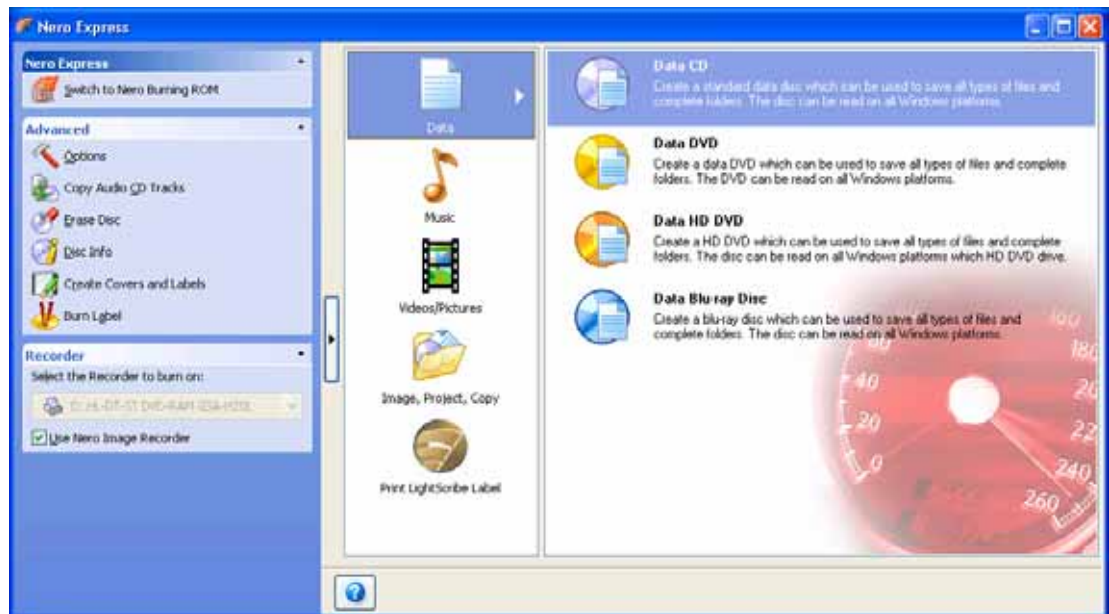 Nero Express
Nero Express
Switch to Nero Burning ROM
Advanced
Options
Copy Audio CD Tracks
Erase Disc
Disc Info
Create Covers and Labels
Burn Label
Recorder
Select the Recorder to burn on:
Use Nero Image Recorder
Data
Music
Videos/Pictures
Image, Project, Copy
Print LightScribe Label
Data CD
Create a standard data disc which can be used to save all types of files and
complete folders. The disc can be read on all Windows platforms.
Data DVD
Create a data DVD which can be used to save all types of files and complete
folders. The DVD can be read on all Windows platforms.
Data HD DVD
Create a HD DVD which can be used to save all types of files and complete
folders. The disc can be read on all Windows platforms which HD DVD drive.
Data Blu-ray Disc
Create a blu-ray disc which can be used to save all types of files and
complete folders. The disc can be read on all Windows platforms.
0
20
40
240
260